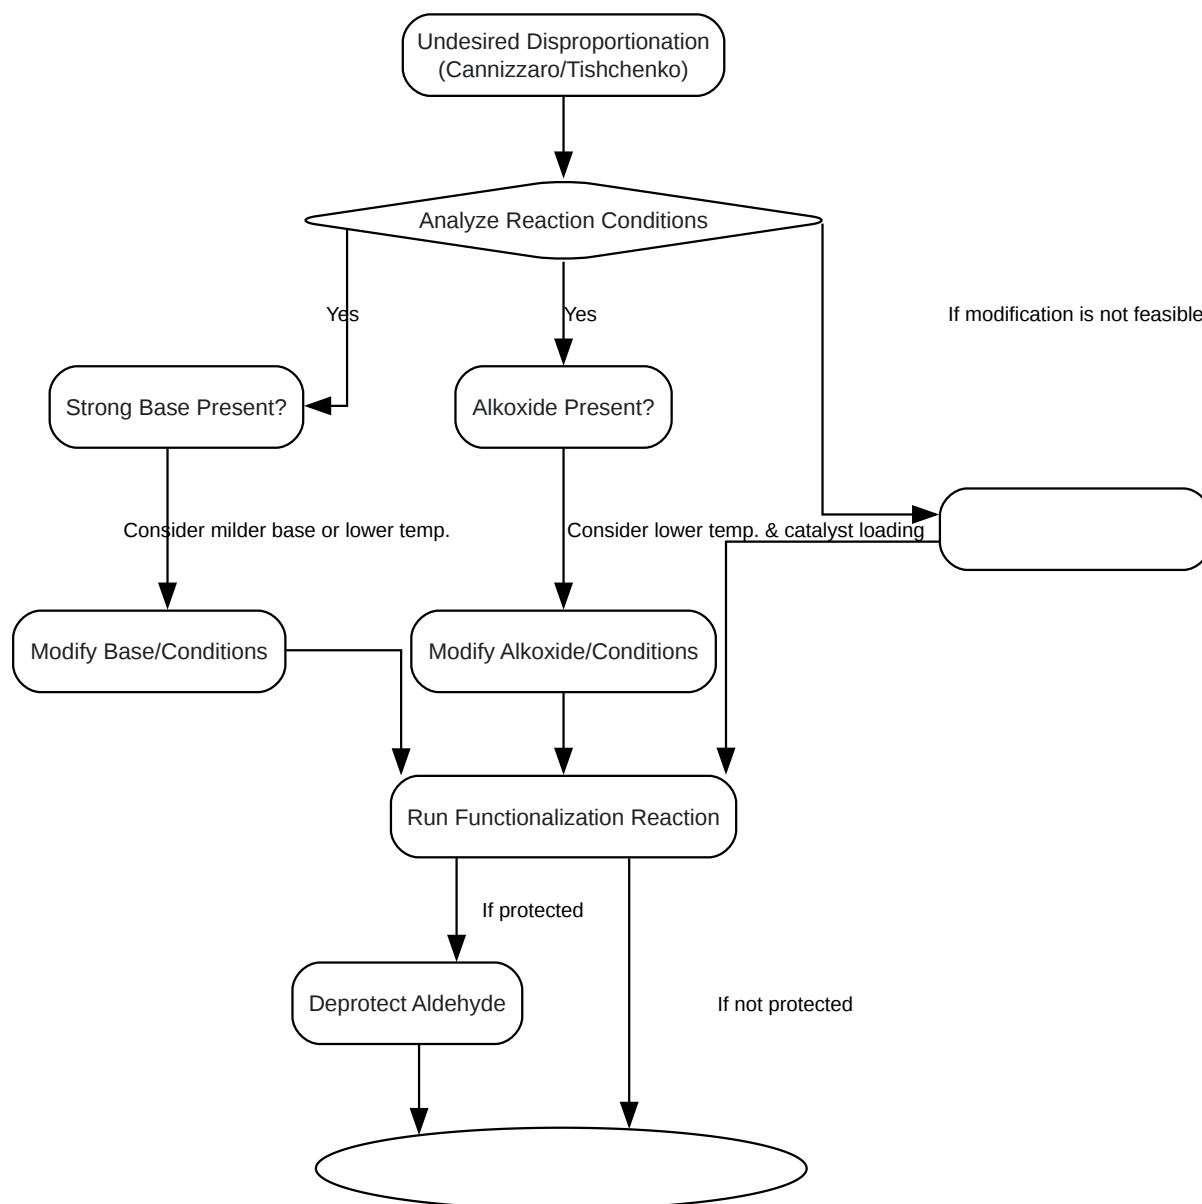 Undesired Disproportionation
(Cannizzaro/Tishchenko)
Analyze Reaction Conditions
Yes
Yes
If modification is not feasible
Strong Base Present?
Alkoxide Present?
Consider milder base or lower temp.
Consider lower temp. & catalyst loading
Modify Base/Conditions
Modify Alkoxide/Conditions
Run Functionalization Reaction
If protected
Deprotect Aldehyde
If not protected